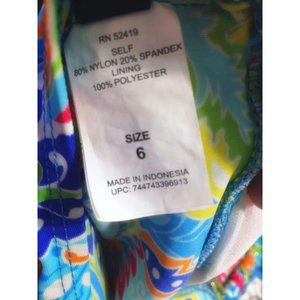 RN 52419
SELF
80% NYLON 20% SPANDEX
LINING
100% POLYESTER
SIZE
6
MADE IN INDONESIA
UPC: 744743396913